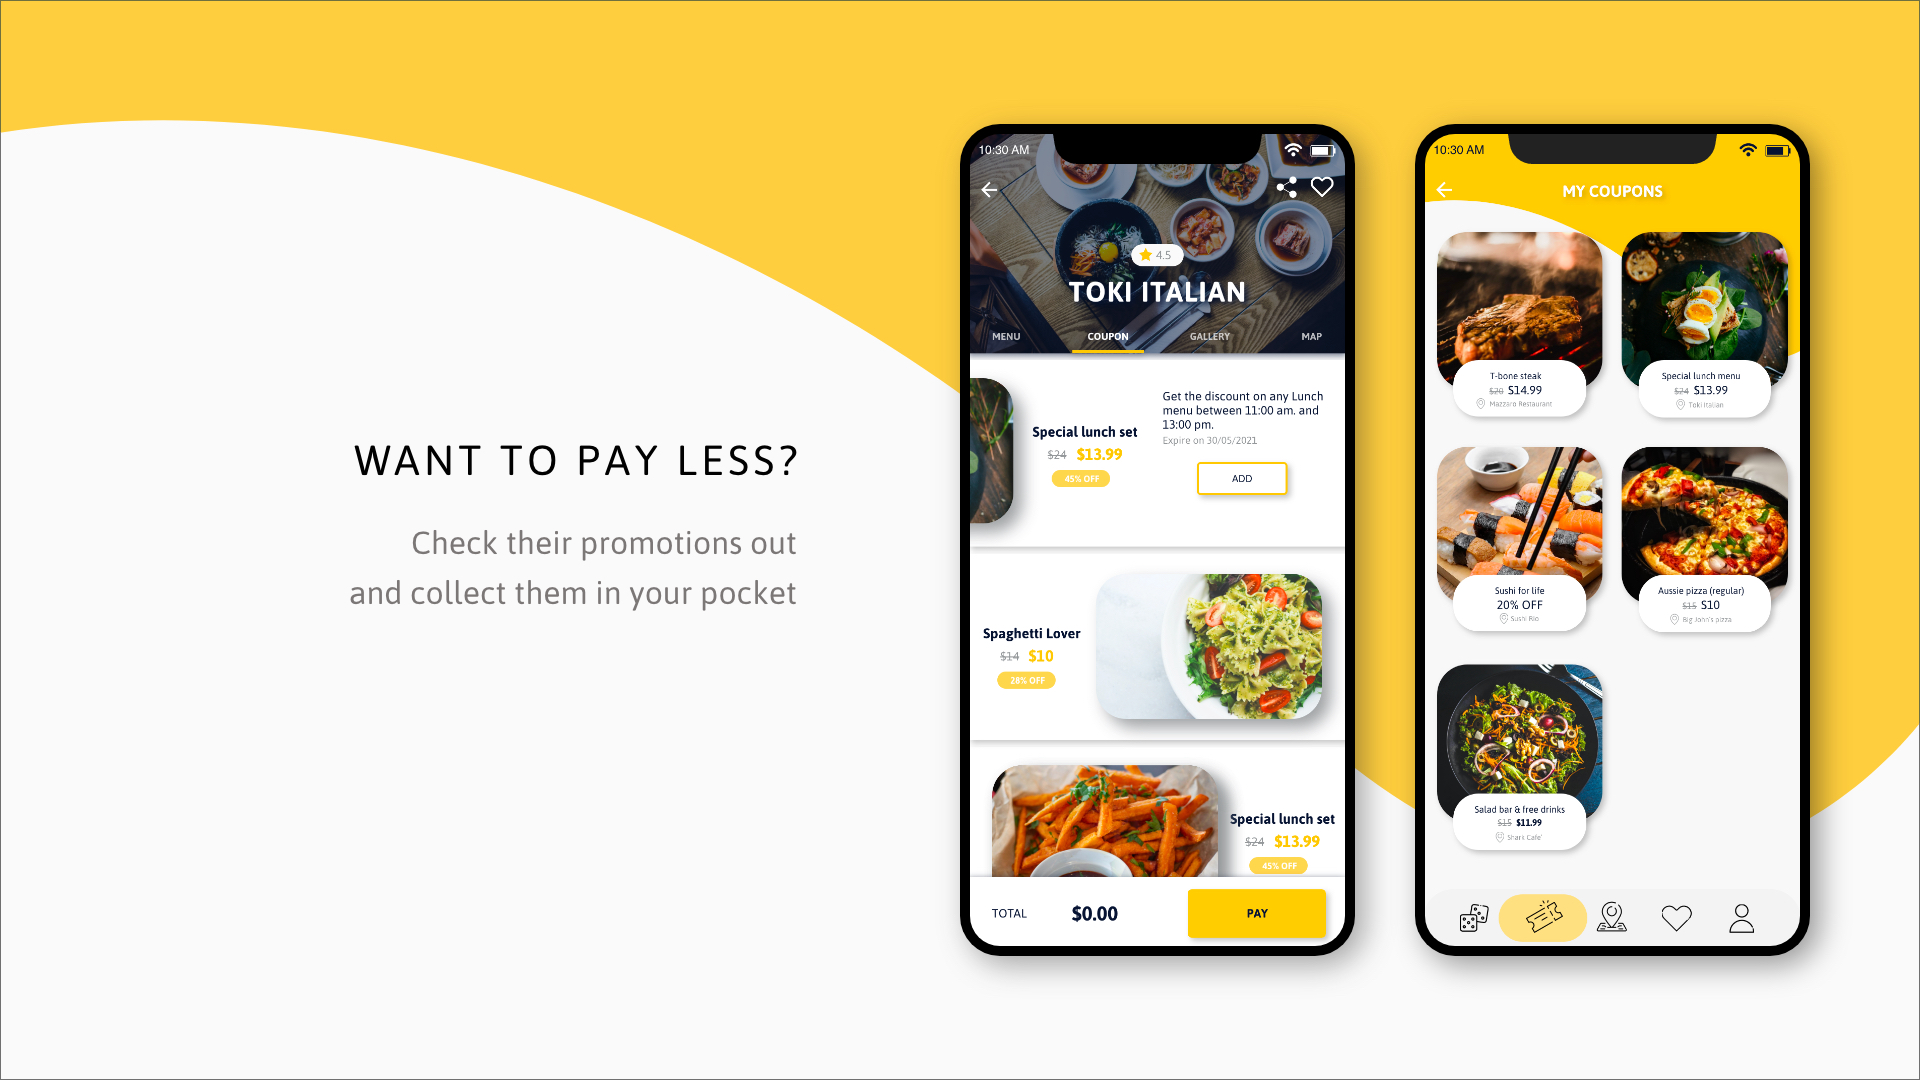 WANT TO PAY LESS?
Check their promotions out
and collect them in your pocket
10:30 AM
4.5
TOKI ITALIAN
MENU COUPON GALLERY MAP
Special lunch set
$24 $13.99
45% OFF
Get the discount on any Lunch
menu between 11:00 am. and
13:00 pm.
Expire on 30/05/2021
ADD
Spaghetti Lover
$14 $10
28% OFF
Special lunch set
$24 $13.99
45% OFF
TOTAL $0.00 PAY
10:30 AM
MY COUPONS
T-bone steak
$20 $14.99
Mazzaro Restaurant
Special lunch menu
$24 $13.99
Toki Italian
Sushi for life
20% OFF
Sushi Rio
Aussie pizza (regular)
$15 $10
Big John's pizza
Salad bar & free drinks
$15 $11.99
Shark Cafe'